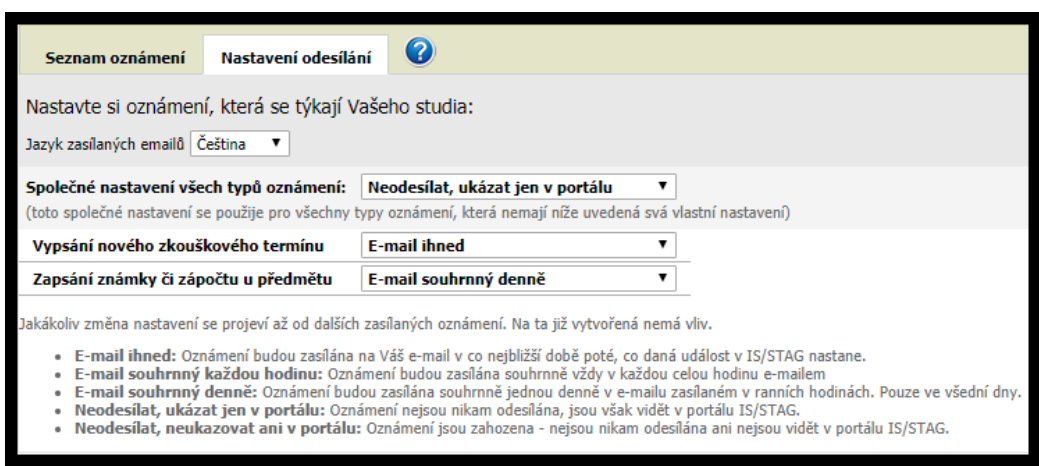 Seznam oznámení Nastavení odesílání ?
Nastavte si oznámení, která se týkají Vašeho studia:
Jazyk zasílaných emailů Čeština
Společné nastavení všech typů oznámení: Neodesílat, ukázat jen v portálu
(toto společné nastavení se použije pro všechny typy oznámení, která nemají níže uvedená svá vlastní nastavení)
Vypsání nového zkouškového termínu E-mail ihned
Zapsání známky či zápočtu u předmětu E-mail souhrnný denně
Jakákoliv změna nastavení se projeví až od dalších zasílaných oznámení. Na ta již vytvořená nemá vliv.
• E-mail ihned: Oznámení budou zasílána na Váš e-mail v co nejbližší době poté, co daná událost v IS/STAG nastane.
• E-mail souhrnný každou hodinu: Oznámení budou zasílána souhrnně vždy v každou celou hodinu e-mailem
• E-mail souhrnný denně: Oznámení budou zasílána souhrnně jednou denně v e-mailu zasílaném v ranních hodinách. Pouze ve všední dny.
• Neodesílat, ukázat jen v portálu: Oznámení nejsou nikam odesílána, jsou však vidět v portálu IS/STAG.
• Neodesílat, neukazovat ani v portálu: Oznámení jsou zahozena - nejsou nikam odesílána ani nejsou vidět v portálu IS/STAG.